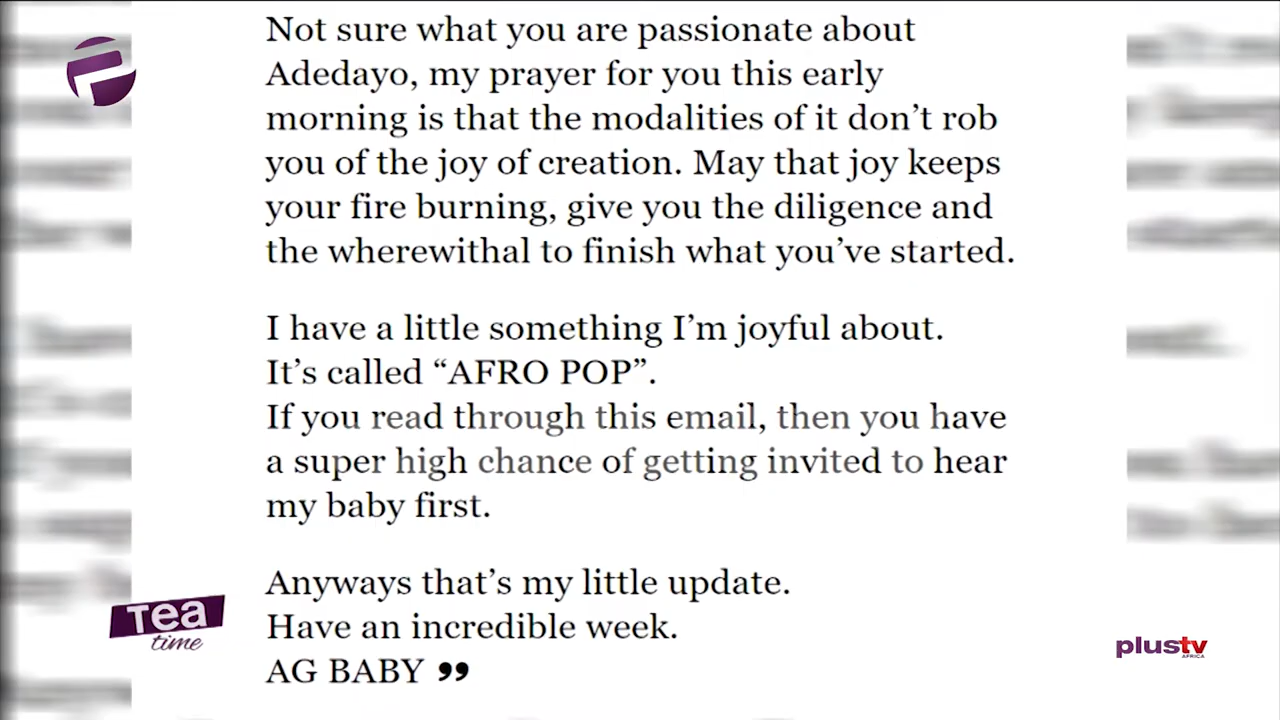 Not sure what you are passionate about
Adedayo, my prayer for you this early
morning is that the modalities of it don’t rob
you of the joy of creation. May that joy keeps
your fire burning, give you the diligence and
the wherewithal to finish what you’ve started.
I have a little something I’m joyful about.
It’s called “AFRO POP”.
If you read through this email, then you have
a super high chance of getting invited to hear
my baby first.
Anyways that’s my little update.
Have an incredible week.
AG BABY ”
Tea
time
plustv
AFRICA